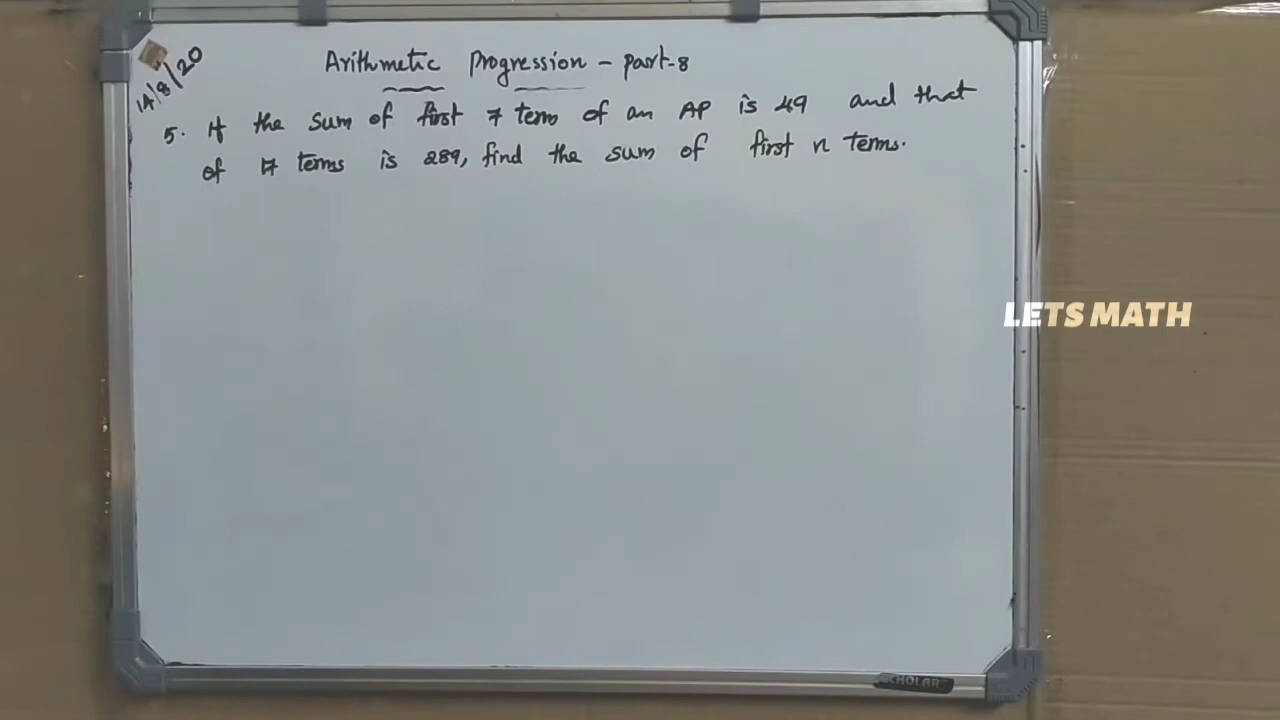 14/8/20
Arithmetic Progression - part-8
5. If the sum of first 7 term of an AP is 49 and that
of 17 terms is 289, find the sum of first n terms.
LETS MATH
SCHOLAR